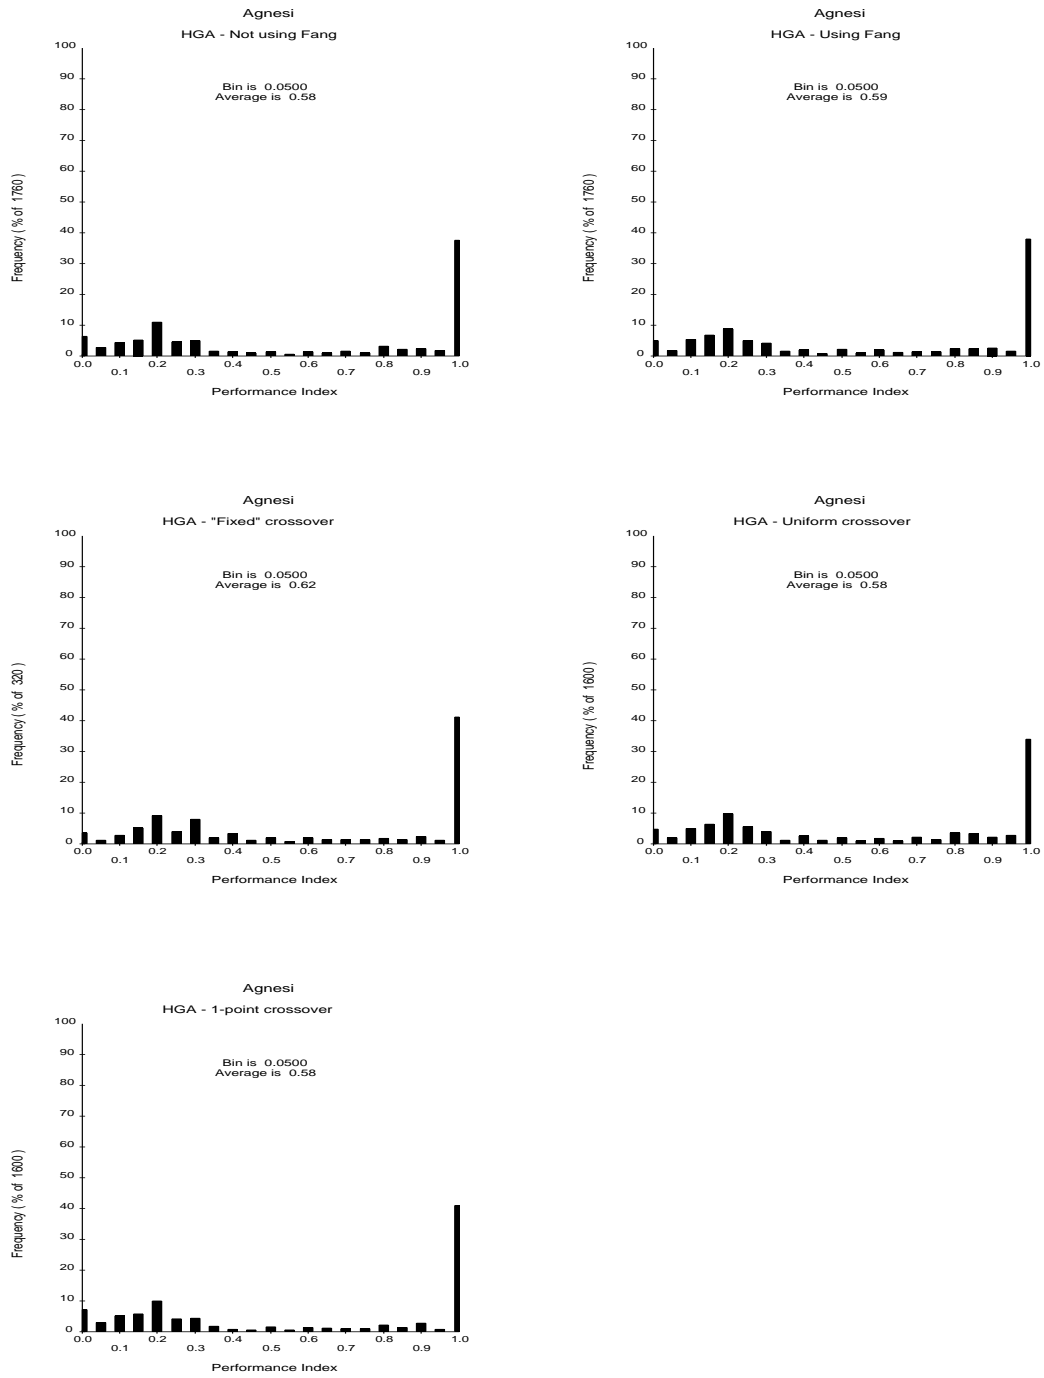 Agnesi
HGA - Not using Fang
Bin is 0.0500
Average is 0.58
Frequency ( % of 1760 )
100
90
80
70
60
50
40
30
20
10
0
0.0 0.1 0.2 0.3 0.4 0.5 0.6 0.7 0.8 0.9 1.0
Performance Index
Agnesi
HGA - Using Fang
Bin is 0.0500
Average is 0.59
Frequency ( % of 1760 )
100
90
80
70
60
50
40
30
20
10
0
0.0 0.1 0.2 0.3 0.4 0.5 0.6 0.7 0.8 0.9 1.0
Performance Index
Agnesi
HGA - "Fixed" crossover
Bin is 0.0500
Average is 0.62
Frequency ( % of 320 )
100
90
80
70
60
50
40
30
20
10
0
0.0 0.1 0.2 0.3 0.4 0.5 0.6 0.7 0.8 0.9 1.0
Performance Index
Agnesi
HGA - Uniform crossover
Bin is 0.0500
Average is 0.58
Frequency ( % of 1600 )
100
90
80
70
60
50
40
30
20
10
0
0.0 0.1 0.2 0.3 0.4 0.5 0.6 0.7 0.8 0.9 1.0
Performance Index
Agnesi
HGA - 1-point crossover
Bin is 0.0500
Average is 0.58
Frequency ( % of 1600 )
100
90
80
70
60
50
40
30
20
10
0
0.0 0.1 0.2 0.3 0.4 0.5 0.6 0.7 0.8 0.9 1.0
Performance Index